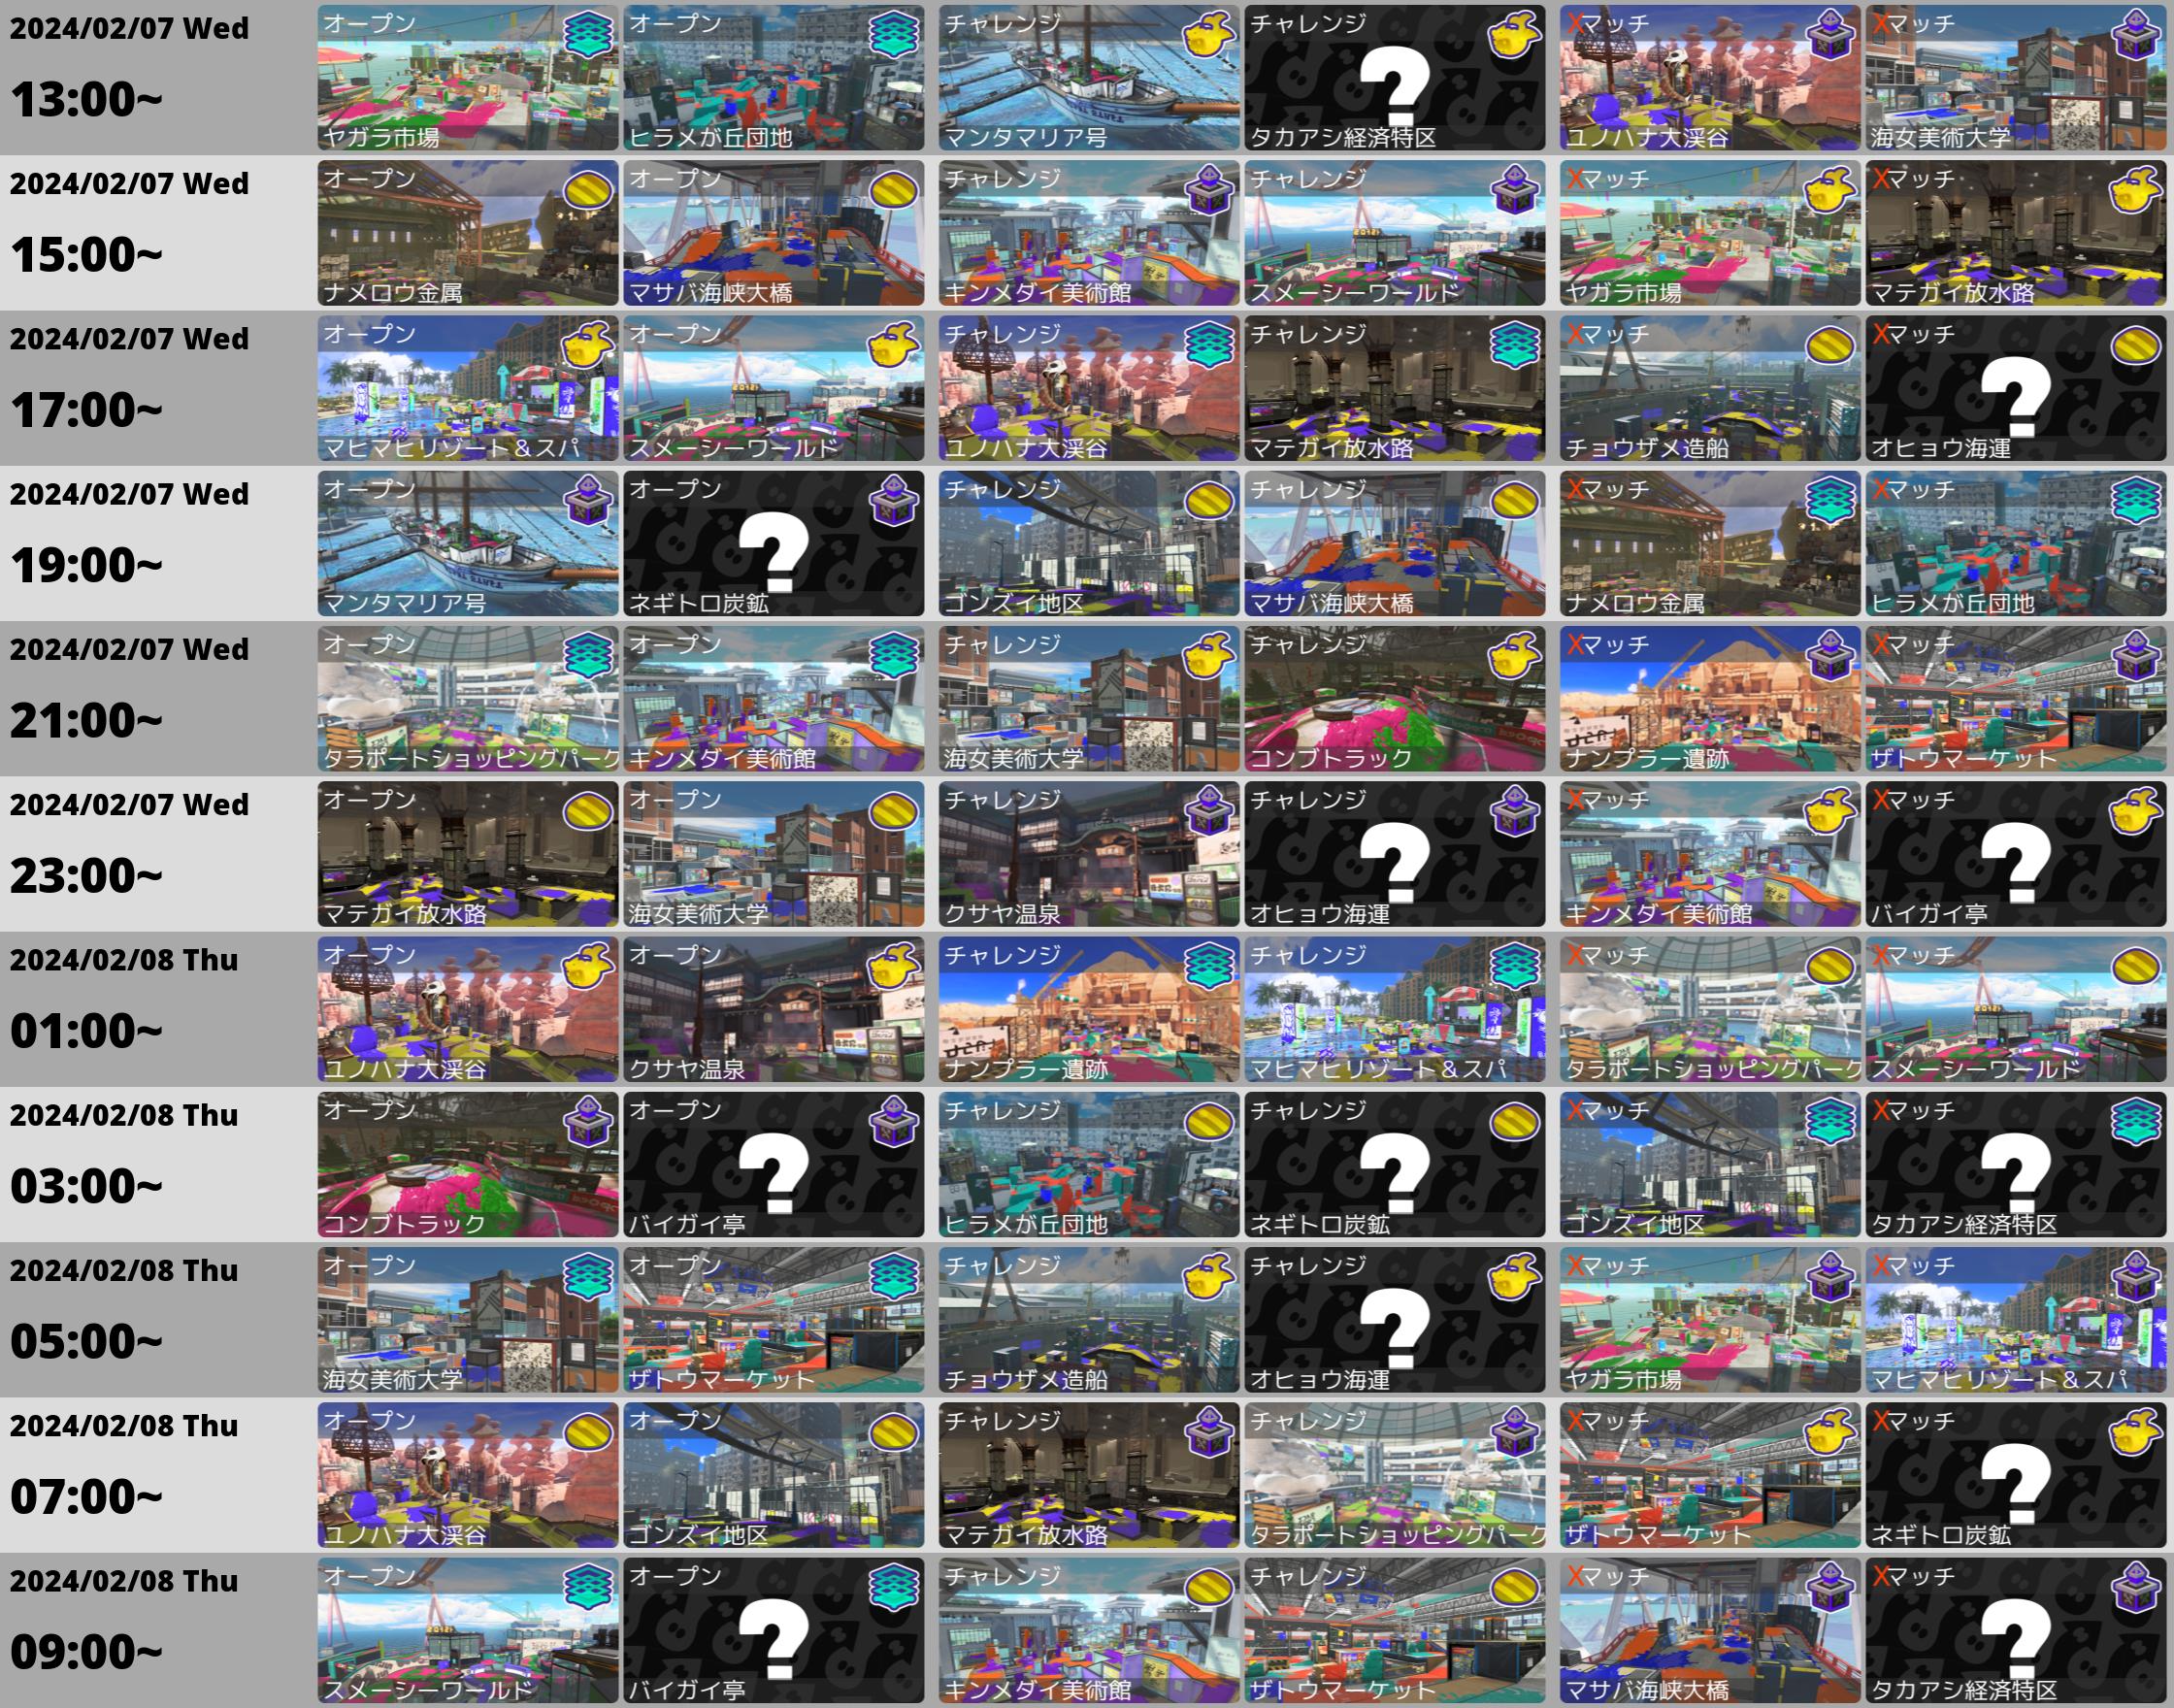 2024/02/07 Wed
13:00~
オープン オープン チャレンジ チャレンジ Xマッチ Xマッチ
ヤガラ市場 ヒラメが丘団地 マンタマリア号 タカアシ経済特区 ユノハナ大渓谷 海女美術大学
2024/02/07 Wed
15:00~
オープン オープン チャレンジ チャレンジ Xマッチ Xマッチ
ナメロウ金属 マサバ海峡大橋 キンメダイ美術館 スメーシーワールド ヤガラ市場 マテガイ放水路
2024/02/07 Wed
17:00~
オープン オープン チャレンジ チャレンジ Xマッチ Xマッチ
マヒマヒリゾート&スパ スメーシーワールド ユノハナ大渓谷 マテガイ放水路 チョウザメ造船 オヒョウ海運
2024/02/07 Wed
19:00~
オープン オープン チャレンジ チャレンジ Xマッチ Xマッチ
マンタマリア号 ネギトロ炭鉱 ゴンズイ地区 マサバ海峡大橋 ナメロウ金属 ヒラメが丘団地
2024/02/07 Wed
21:00~
オープン オープン チャレンジ チャレンジ Xマッチ Xマッチ
タラポートショッピングパーク キンメダイ美術館 海女美術大学 コンブトラック ナンプラー遺跡 ザトウマーケット
2024/02/07 Wed
23:00~
オープン オープン チャレンジ チャレンジ Xマッチ Xマッチ
マテガイ放水路 海女美術大学 クサヤ温泉 オヒョウ海運 キンメダイ美術館 バイガイ亭
2024/02/08 Thu
01:00~
オープン オープン チャレンジ チャレンジ Xマッチ Xマッチ
ユノハナ大渓谷 クサヤ温泉 ナンプラー遺跡 マヒマヒリゾート&スパ タラポートショッピングパーク スメーシーワールド
2024/02/08 Thu
03:00~
オープン オープン チャレンジ チャレンジ Xマッチ Xマッチ
コンブトラック バイガイ亭 ヒラメが丘団地 ネギトロ炭鉱 ゴンズイ地区 タカアシ経済特区
2024/02/08 Thu
05:00~
オープン オープン チャレンジ チャレンジ Xマッチ Xマッチ
海女美術大学 ザトウマーケット チョウザメ造船 オヒョウ海運 ヤガラ市場 マヒマヒリゾート&スパ
2024/02/08 Thu
07:00~
オープン オープン チャレンジ チャレンジ Xマッチ Xマッチ
ユノハナ大渓谷 ゴンズイ地区 マテガイ放水路 タラポートショッピングパーク ザトウマーケット ネギトロ炭鉱
2024/02/08 Thu
09:00~
オープン オープン チャレンジ チャレンジ Xマッチ Xマッチ
スメーシーワールド バイガイ亭 キンメダイ美術館 ザトウマーケット マサバ海峡大橋 タカアシ経済特区